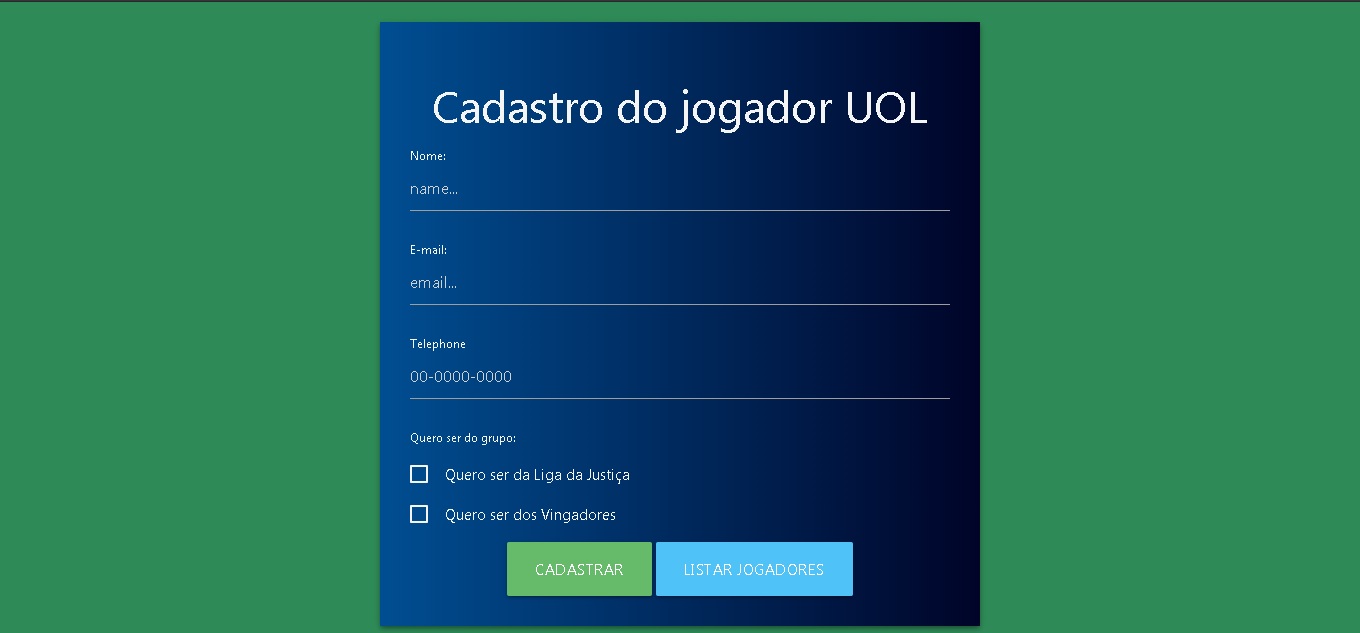 Cadastro do jogador UOL
Nome:
name...
E-mail:
email...
Telephone
00-0000-0000
Quero ser do grupo:
Quero ser da Liga da Justiça
Quero ser dos Vingadores
CADASTRAR
LISTAR JOGADORES